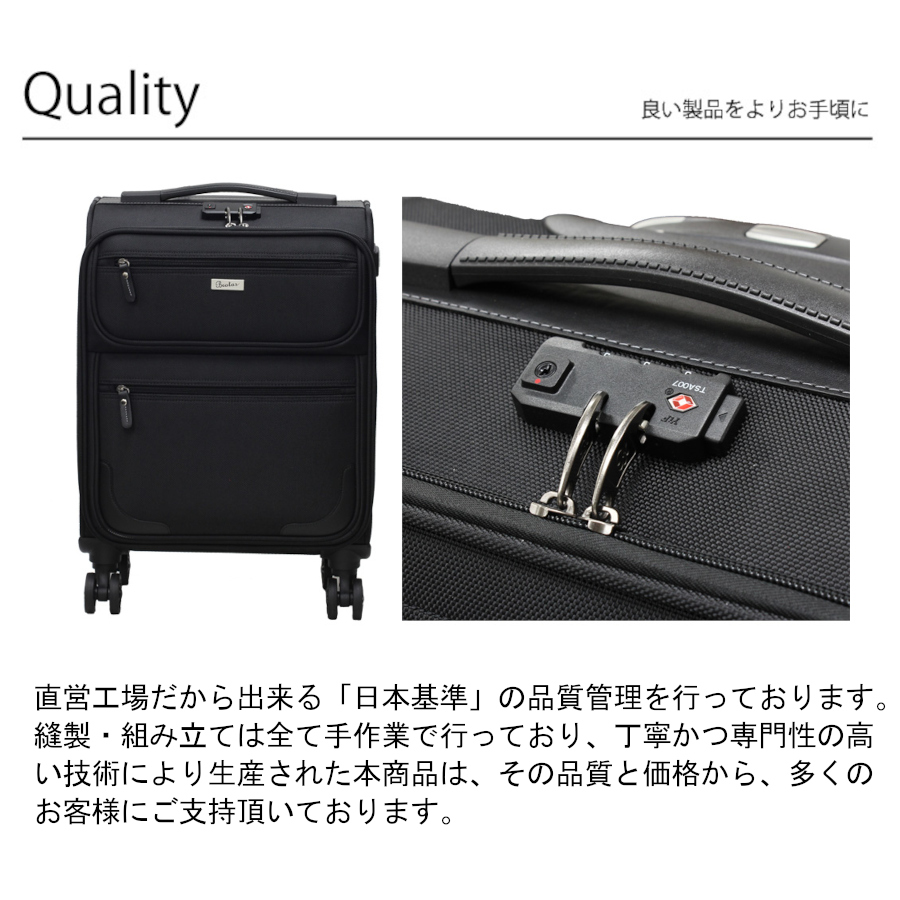 Quality
良い製品をよりお手頃に
TSA007
直営工場だから出来る「日本基準」の品質管理を行っております。
縫製・組み立ては全て手作業で行っており、丁寧かつ専門性の高
い技術により生産された本商品は、その品質と価格から、多くの
お客様にご支持頂いております。